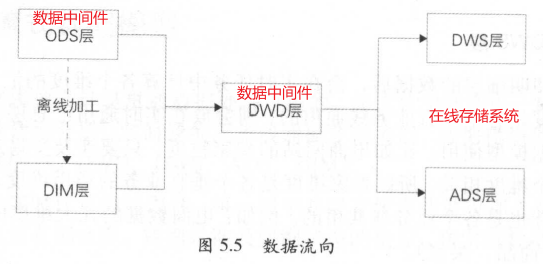 数据中间件
ODS层
DWS层
离线加工
数据中间件
DWD层
在线存储系统
DIM层
ADS层
图 5.5 数据流向